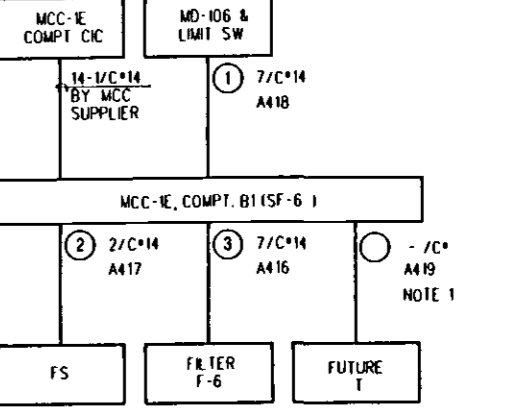 MCC-1E
COMPT C1C
MD-106 &
LIMIT SW
14-1/C#14
BY MCC
SUPPLIER
1 7/C#14
A418
MCC-1E, COMPT. B1 (SF-6 )
2 2/C#14
A417
3 7/C#14
A416
- /C#
A419
NOTE 1
FS
FILTER
F-6
FUTURE
T